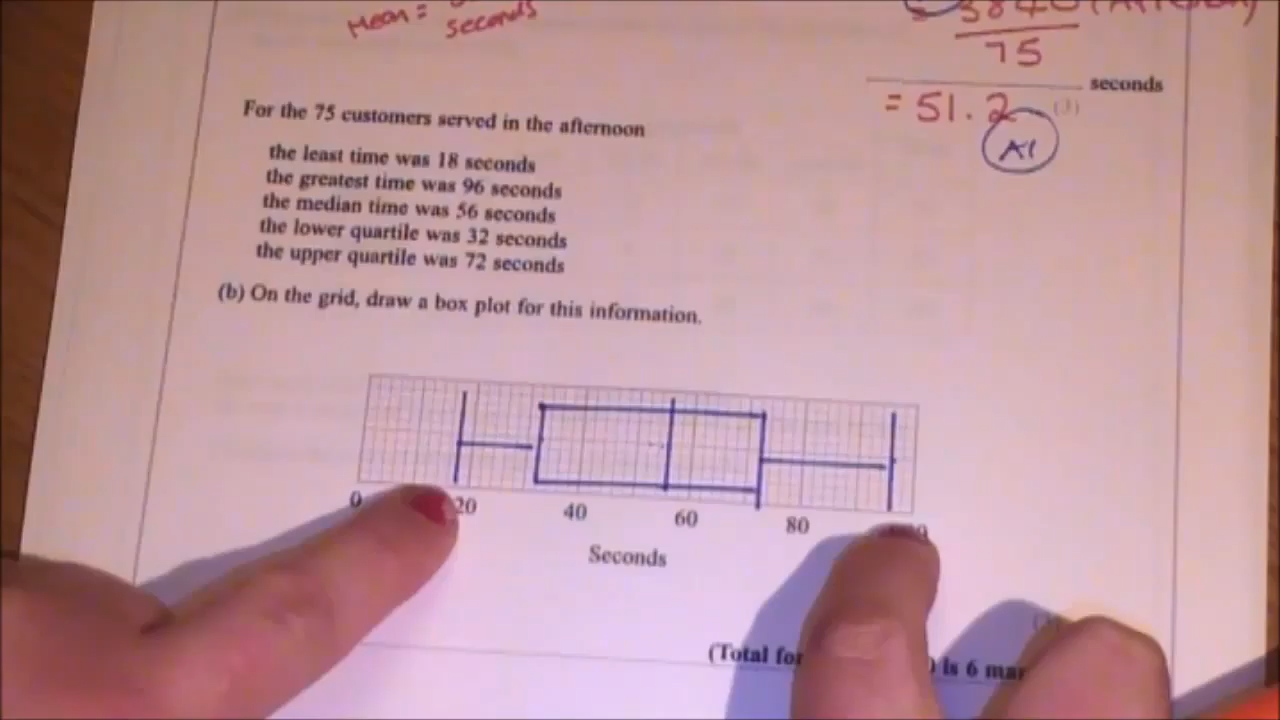 Mean =
seconds
75
seconds
= 51.2 (3)
A1
For the 75 customers served in the afternoon
the least time was 18 seconds
the greatest time was 96 seconds
the median time was 56 seconds
the lower quartile was 32 seconds
the upper quartile was 72 seconds
(b) On the grid, draw a box plot for this information.
0 20 40 60 80
Seconds
(Total for
) is 6